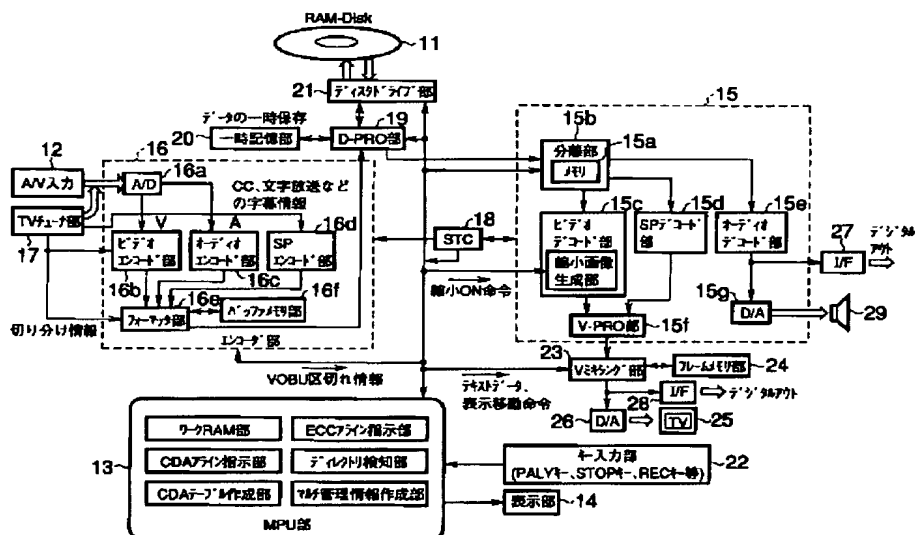 RAM-Disk
11
21
ディスクドライブ部
データの一時保存
19
20
一時記憶部
D-PRO部
15
15b
15a
分離部
メモリ
12
A/V入力
16
16a
A/D
CC、文字放送など
の字幕情報
TVチューナ部
17
V
A
16d
ビデオ
エンコード部
オーディオ
エンコード部
SP
エンコード部
16b
16c
16e
16f
フォーマッタ部
バッファメモリ部
切り分け情報
エンコーダ部
18
STC
縮小ON命令
15c
15d
15e
ビデオ
デコード部
縮小画像
生成部
SPデコード
部
オーディオ
デコード部
27
デジタル
アウト
I/F
15g
D/A
29
V-PRO部
15f
23
Vミキシング部
フレームメモリ部
24
VOBU区切れ情報
テキストデータ、
表示移動命令
28
I/F
デジタルアウト
26
D/A
TV
25
13
ワークRAM部
ECCアライン指示部
CDAアライン指示部
ディレクトリ検知部
CDAテーブル作成部
マルチ管理情報作成部
MPU部
キー入力部
(PALYキー、STOPキー、RECキー等)
22
表示部
14